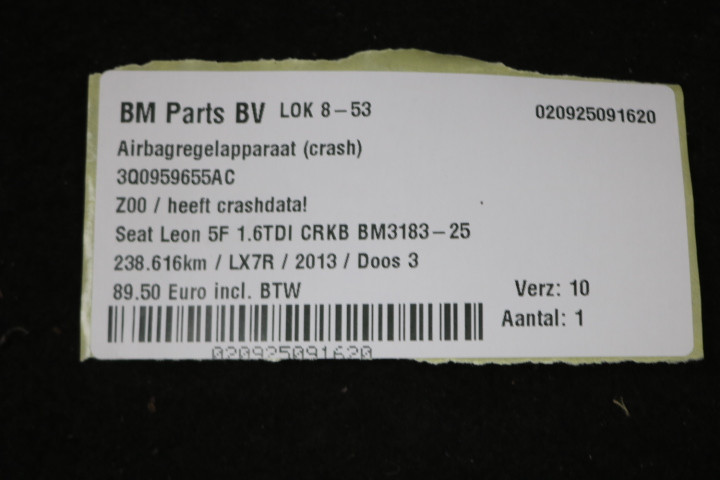 BM Parts BV LOK 8-53 020925091620
Airbagregelapparaat (crash)
3Q0959655AC
Z00 / heeft crashdata!
Seat Leon 5F 1.6TDI CRKB BM3183-25
238.616km / LX7R / 2013 / Doos 3
89.50 Euro incl. BTW Verz: 10
Aantal: 1
020925091620